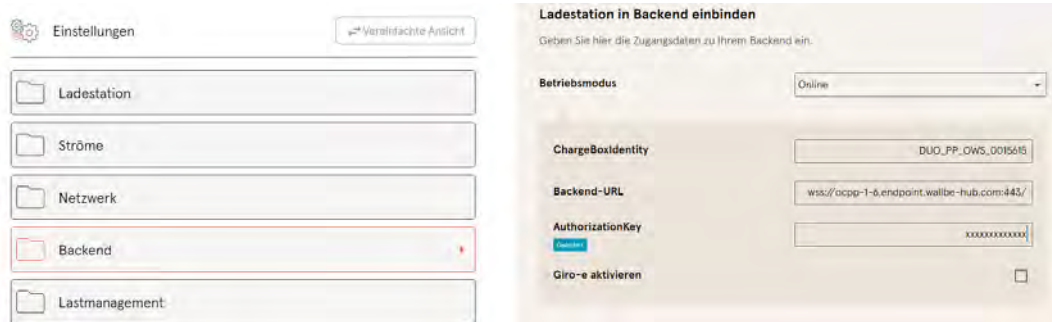 Einstellungen
Vereinfachte Ansicht
Ladestation
Ströme
Netzwerk
Backend
Lastmanagement
Ladestation in Backend einbinden
Geben Sie hier die Zugangsdaten zu Ihrem Backend ein.
Betriebsmodus
Online
ChargeBoxIdentity
DUO_PP_OWS_0015615
Backend-URL
wss://ocpp-1-6.endpoint.wallbe-hub.com:443/
AuthorizationKey
xxxxxxxxxxxxx
Geändert
Giro-e aktivieren